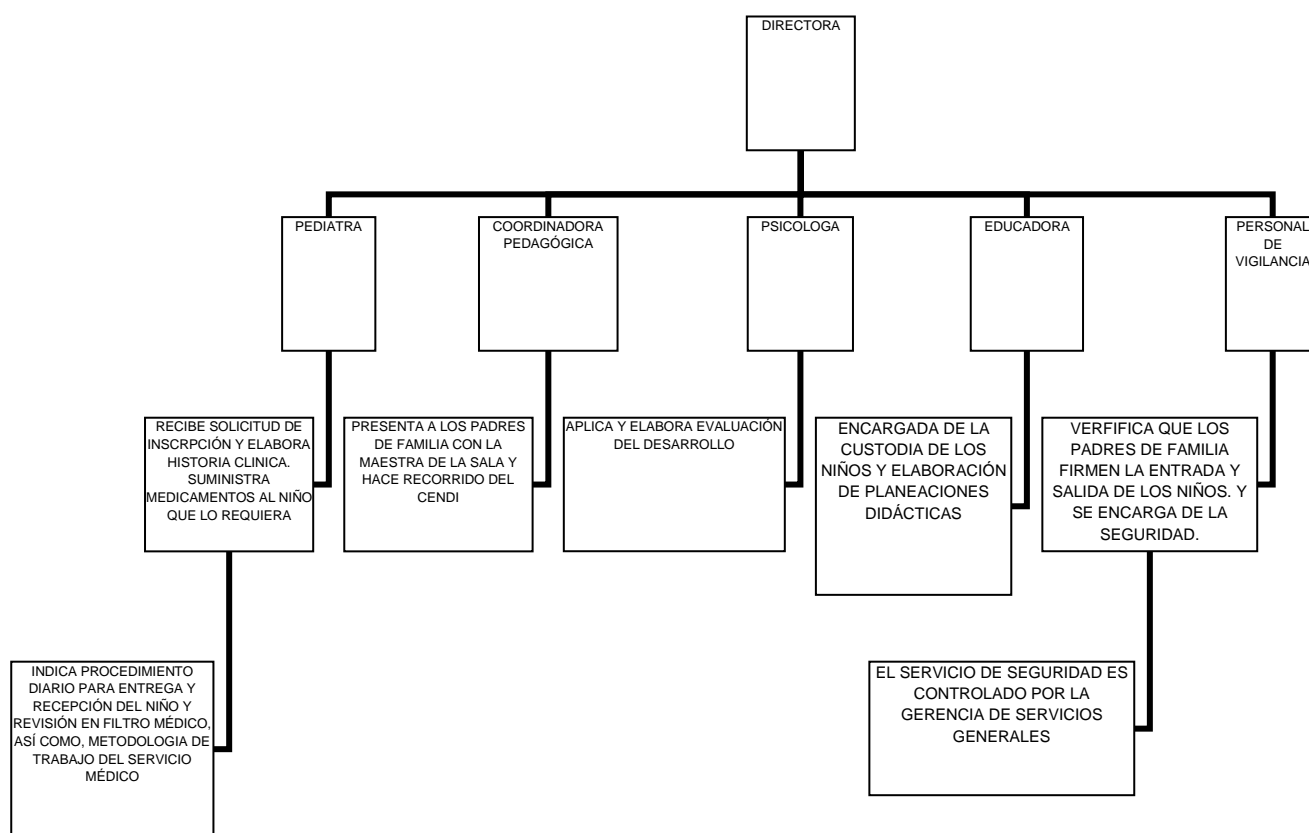 DIRECTORA
PEDIATRA
COORDINADORA
PEDAGÓGICA
PSICOLOGA
EDUCADORA
PERSONAL
DE
VIGILANCIA
RECIBE SOLICITUD DE
INSCRPCIÓN Y ELABORA
HISTORIA CLINICA.
SUMINISTRA
MEDICAMENTOS AL NIÑO
QUE LO REQUIERA
PRESENTA A LOS PADRES
DE FAMILIA CON LA
MAESTRA DE LA SALA Y
HACE RECORRIDO DEL
CENDI
APLICA Y ELABORA EVALUACIÓN
DEL DESARROLLO
ENCARGADA DE LA
CUSTODIA DE LOS
NIÑOS Y ELABORACIÓN
DE PLANEACIONES
DIDÁCTICAS
VERFIFICA QUE LOS
PADRES DE FAMILIA
FIRMEN LA ENTRADA Y
SALIDA DE LOS NIÑOS. Y
SE ENCARGA DE LA
SEGURIDAD.
INDICA PROCEDIMIENTO
DIARIO PARA ENTREGA Y
RECEPCIÓN DEL NIÑO Y
REVISIÓN EN FILTRO MÉDICO,
ASÍ COMO, METODOLOGIA DE
TRABAJO DEL SERVICIO
MÉDICO
EL SERVICIO DE SEGURIDAD ES
CONTROLADO POR LA
GERENCIA DE SERVICIOS
GENERALES